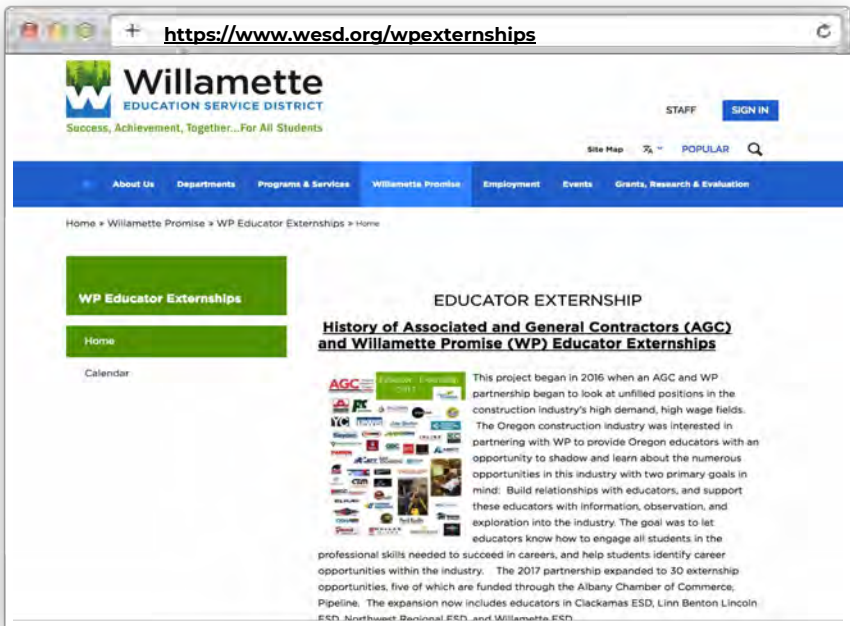 https://www.wesd.org/wpexternships
Willamette
EDUCATION SERVICE DISTRICT
Success, Achievement, Together...For All Students
STAFF SIGN IN
Site Map POPULAR
About Us Departments Programs & Services Willamette Promise Employment Events Grants, Research & Evaluation
Home » Willamette Promise » WP Educator Externships » Home
WP Educator Externships
Home
Calendar
EDUCATOR EXTERNSHIP
History of Associated and General Contractors (AGC)
and Willamette Promise (WP) Educator Externships
AGC
This project began in 2016 when an AGC and WP
partnership began to look at unfilled positions in the
construction industry's high demand, high wage fields.
The Oregon construction industry was interested in
partnering with WP to provide Oregon educators with an
opportunity to shadow and learn about the numerous
opportunities in this industry with two primary goals in
mind: Build relationships with educators, and support
these educators with information, observation, and
exploration into the industry. The goal was to let
educators know how to engage all students in the
professional skills needed to succeed in careers, and help students identify career
opportunities within the industry. The 2017 partnership expanded to 30 externship
opportunities, five of which are funded through the Albany Chamber of Commerce,
Pipeline. The expansion now includes educators in Clackamas ESD, Linn Benton Lincoln
ESD, Northwest Regional ESD, and Willamette ESD.